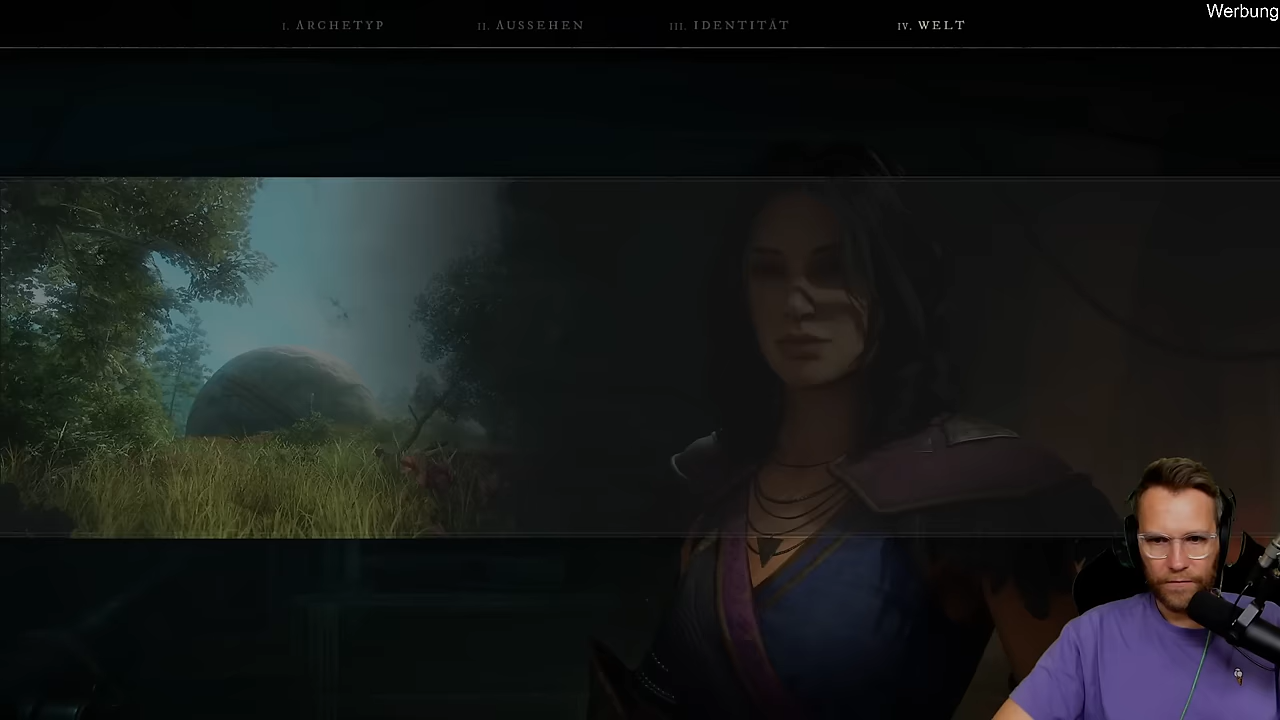 I. ARCHETYP
II. AUSSEHEN
III. IDENTITÄT
IV. WELT
Werbung